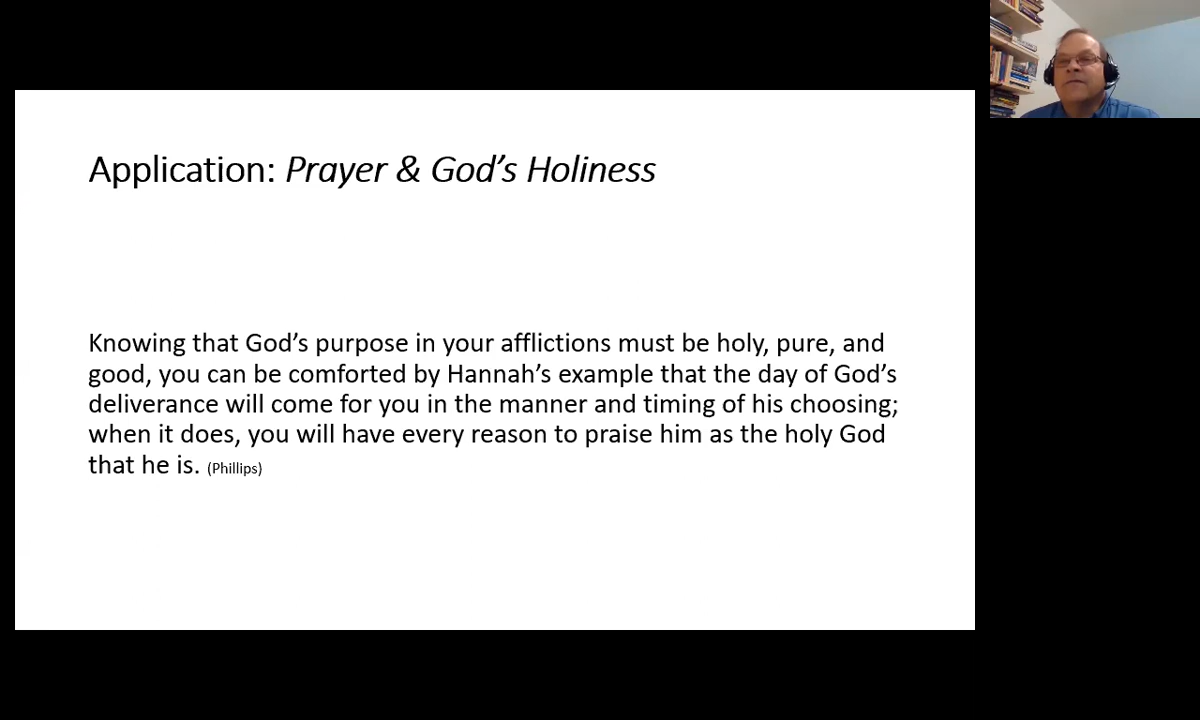 Application: Prayer & God’s Holiness
Knowing that God’s purpose in your afflictions must be holy, pure, and
good, you can be comforted by Hannah’s example that the day of God’s
deliverance will come for you in the manner and timing of his choosing;
when it does, you will have every reason to praise him as the holy God
that he is. (Phillips)